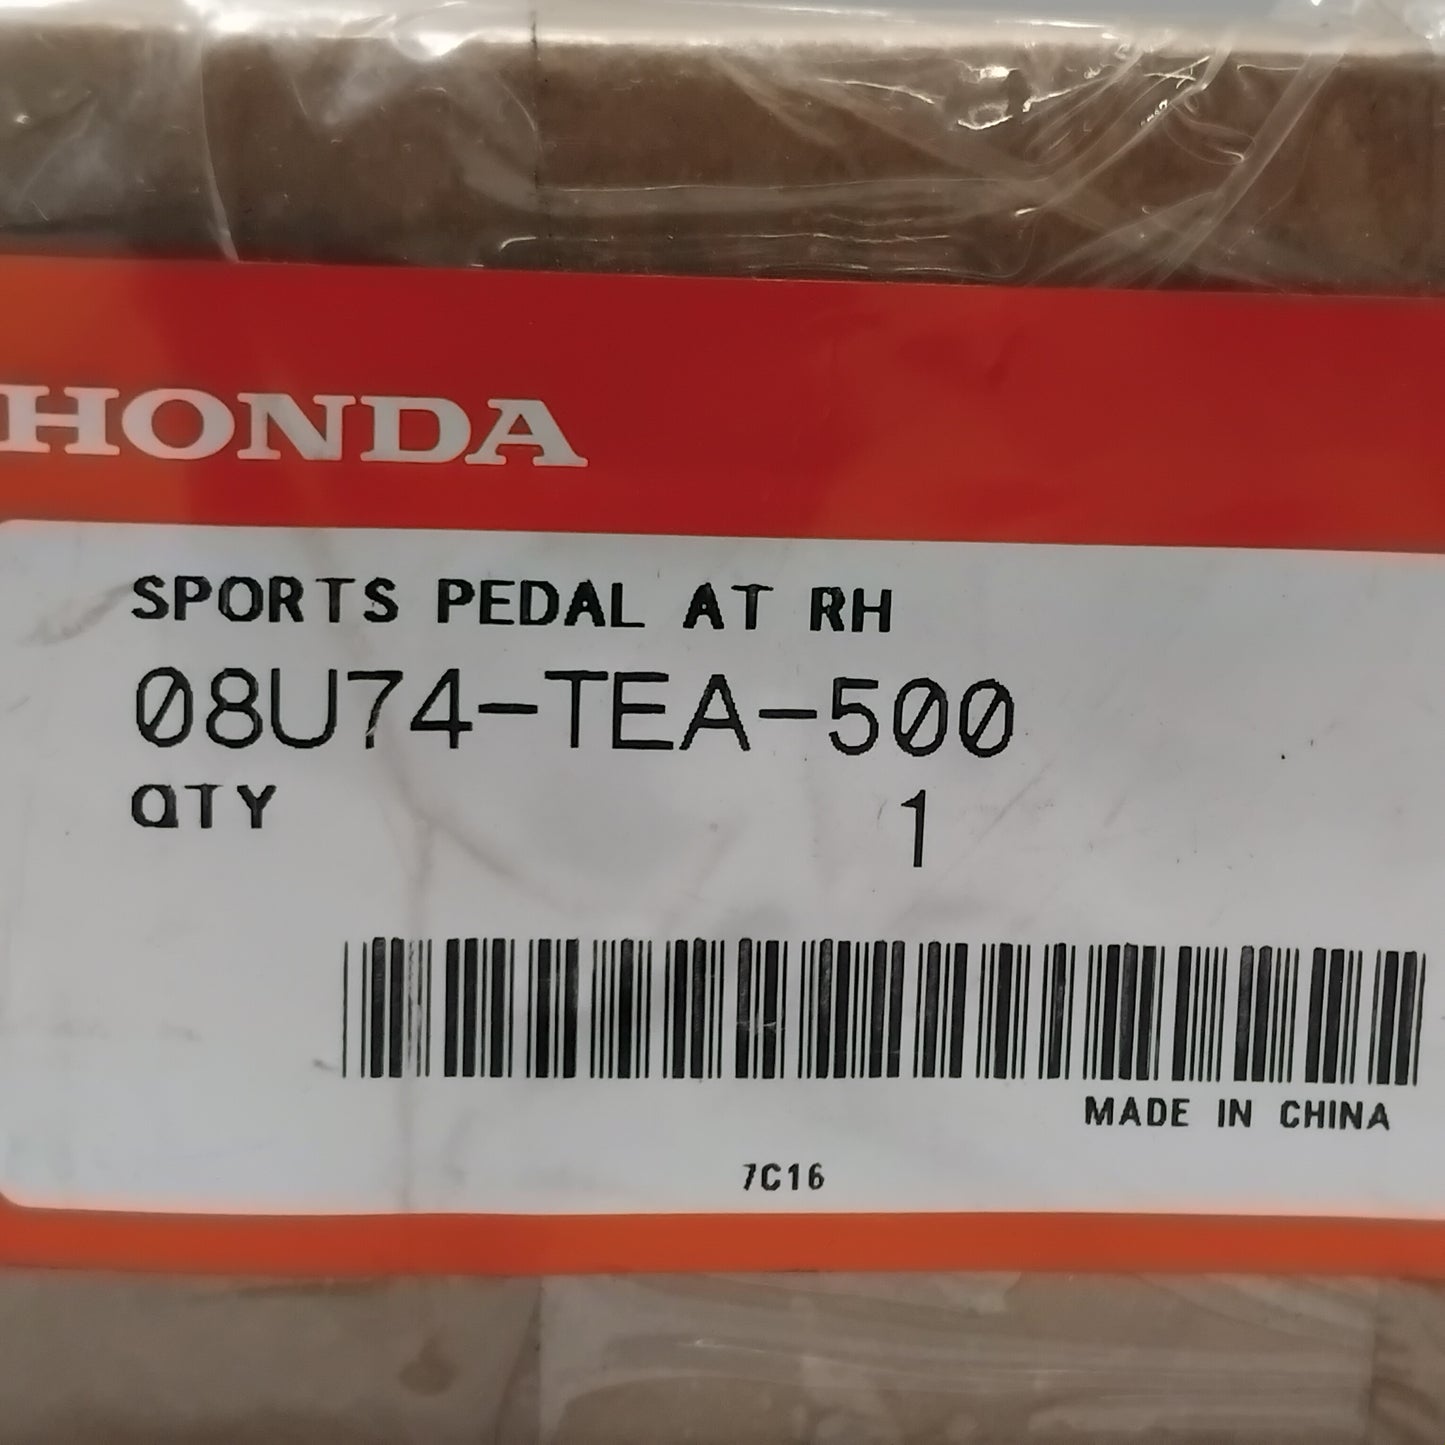 HONDA
SPORTS PEDAL AT RH
08U74-TEA-500
QTY 1
MADE IN CHINA
7C16